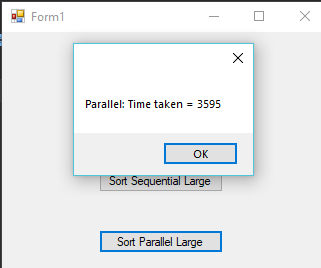 Form1
Parallel: Time taken = 3595
OK
Sort Sequential Large
Sort Parallel Large